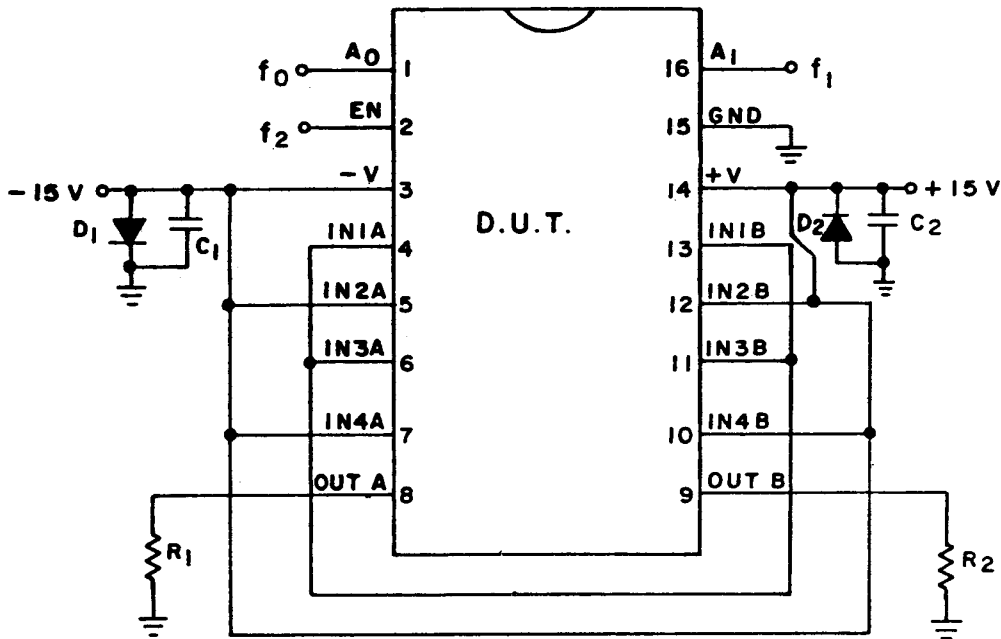 f0
A0
1
f2
EN
2
-15 V
-V
3
D1
C1
IN1A
4
IN2A
5
IN3A
6
IN4A
7
OUT A
8
R1
D.U.T.
16
A1
f1
15
GND
14
+V
+15 V
D2
C2
13
IN1B
12
IN2B
11
IN3B
10
IN4B
9
OUT B
R2